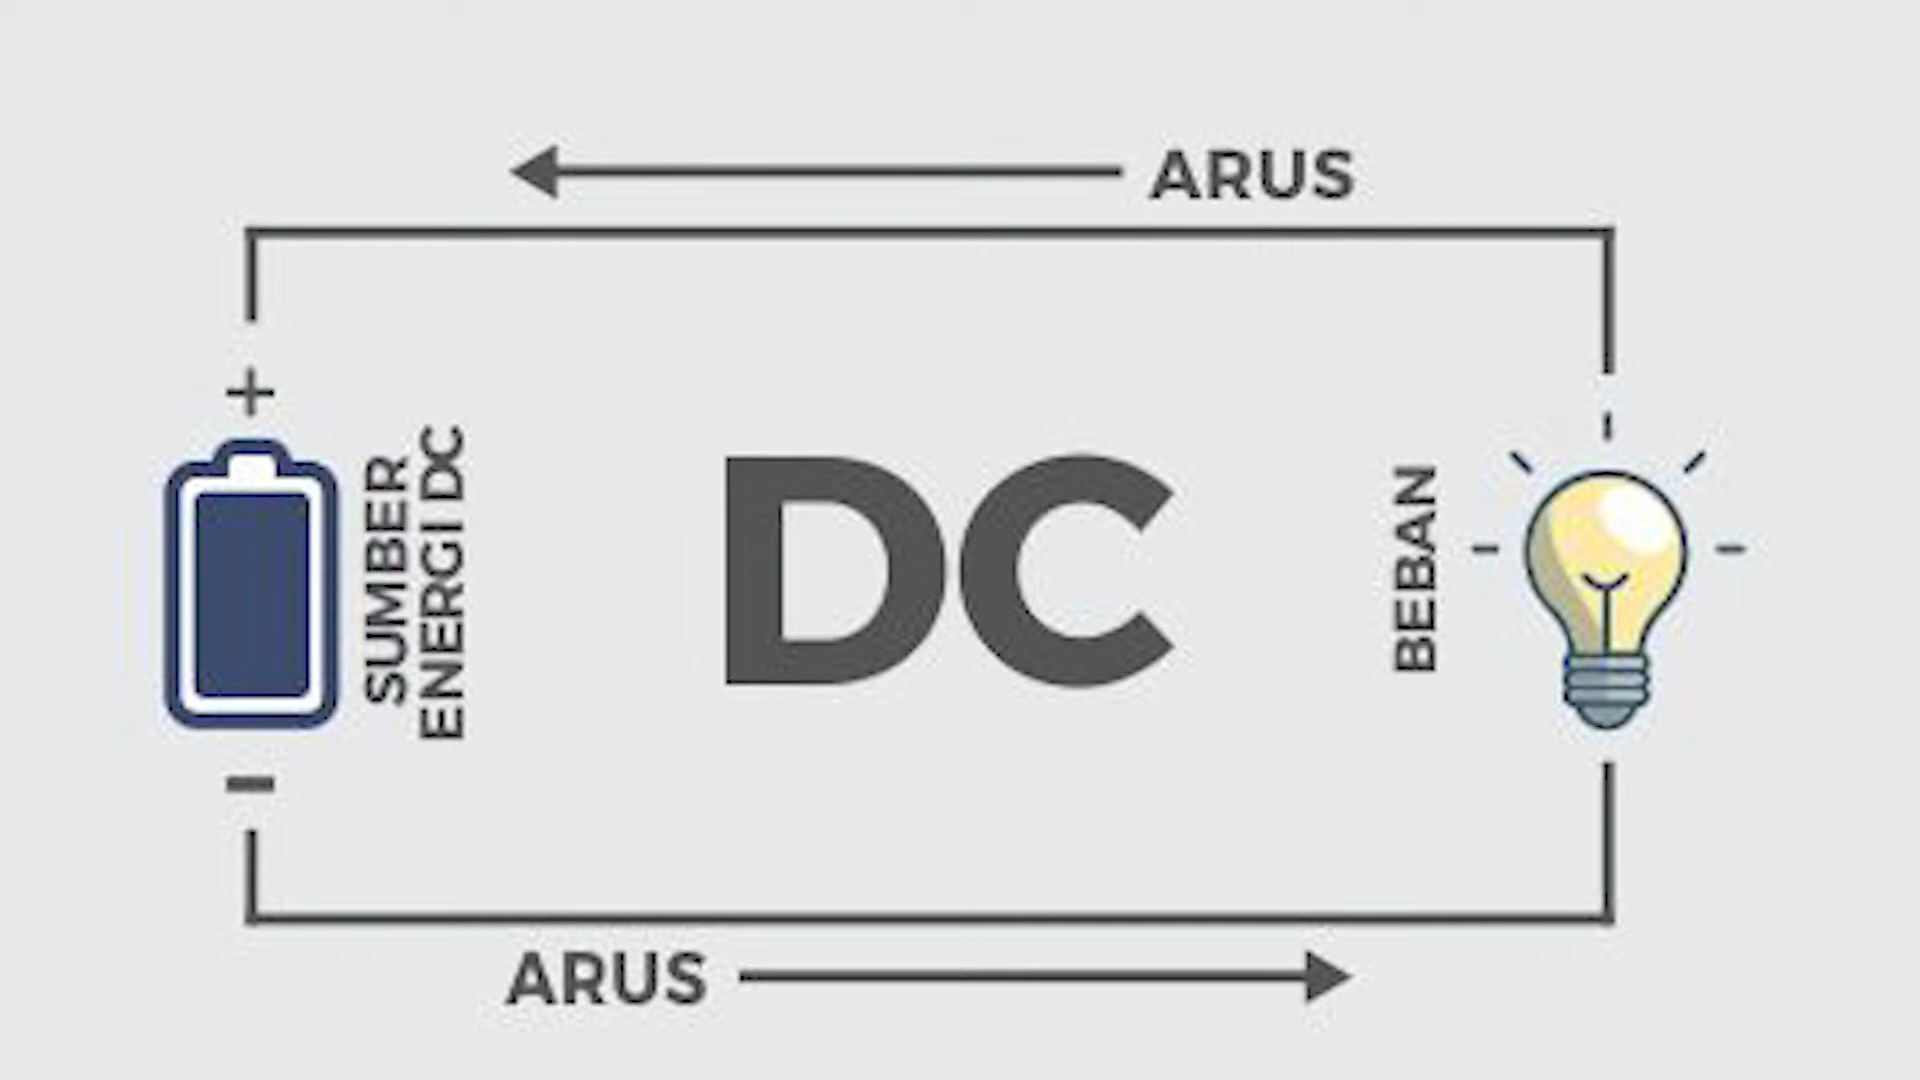 ARUS
+
SUMBER
ENERGI DC
DC
BEBAN
-
ARUS